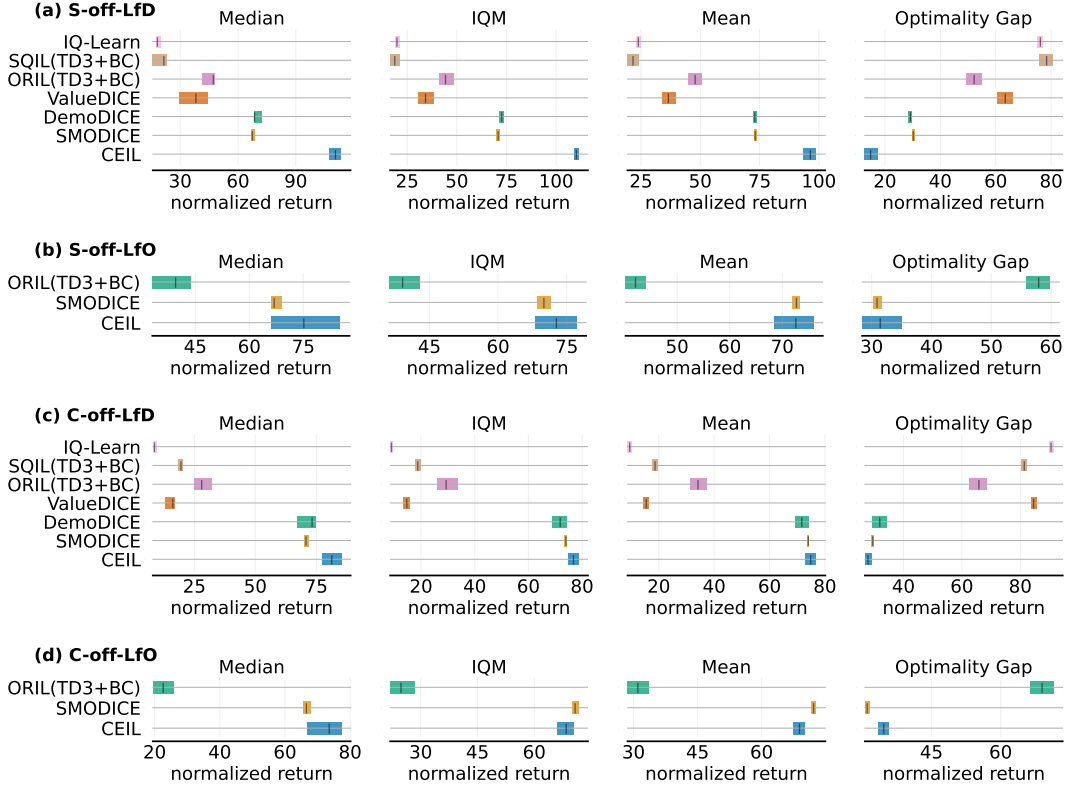 (a) S-off-LfD
Median IQM Mean Optimality Gap
IQ-Learn
SQIL(TD3+BC)
ORIL(TD3+BC)
ValueDICE
DemoDICE
SMODICE
CEIL
30 60 90 25 50 75 100 25 50 75 100 20 40 60 80
normalized return normalized return normalized return normalized return
(b) S-off-LfO
Median IQM Mean Optimality Gap
ORIL(TD3+BC)
SMODICE
CEIL
45 60 75 45 60 75 50 60 70 30 40 50 60
normalized return normalized return normalized return normalized return
(c) C-off-LfD
Median IQM Mean Optimality Gap
IQ-Learn
SQIL(TD3+BC)
ORIL(TD3+BC)
ValueDICE
DemoDICE
SMODICE
CEIL
25 50 75 20 40 60 80 20 40 60 80 40 60 80
normalized return normalized return normalized return normalized return
(d) C-off-LfO
Median IQM Mean Optimality Gap
ORIL(TD3+BC)
SMODICE
CEIL
20 40 60 80 30 45 60 30 45 60 45 60
normalized return normalized return normalized return normalized return